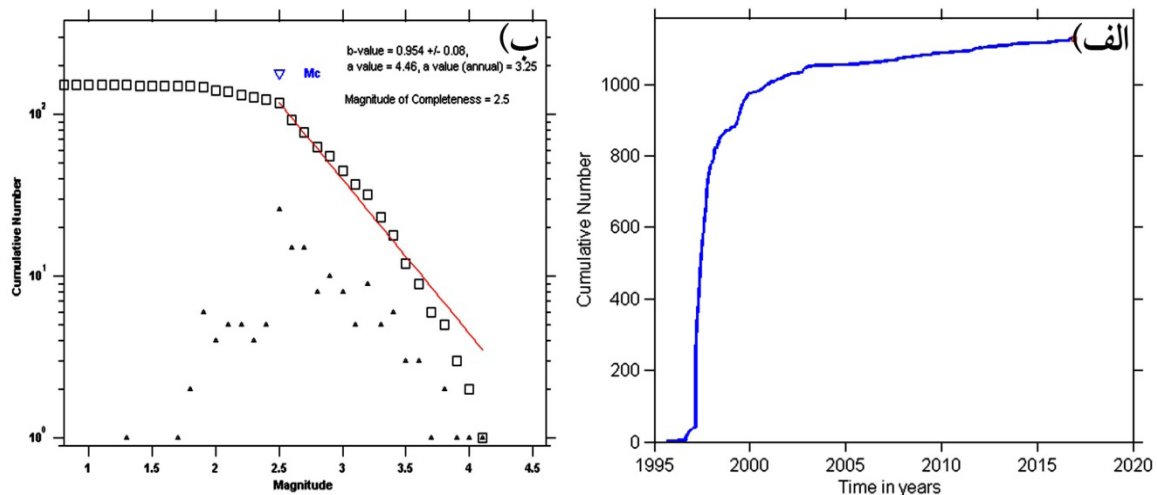 ب)
b-value = 0.954 +/- 0.08,
a value = 4.46, a value (annual) = 3.25
Mc
Magnitude of Completeness = 2.5
10²
10¹
10⁰
Cumulative Number
1 1.5 2 2.5 3 3.5 4 4.5
Magnitude
الف)
1000
800
600
400
200
0
Cumulative Number
1995 2000 2005 2010 2015 2020
Time in years